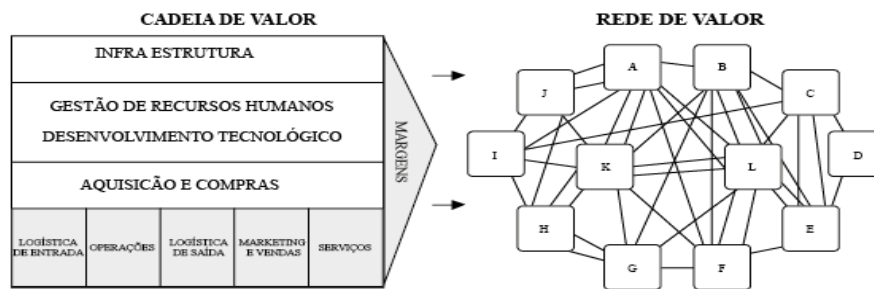 CADEIA DE VALOR
INFRA ESTRUTURA
GESTÃO DE RECURSOS HUMANOS
DESENVOLVIMENTO TECNOLÓGICO
AQUISICÃO E COMPRAS
LOGÍSTICA
DE ENTRADA
OPERAÇÕES
LOGÍSTICA
DE SAÍDA
MARKETING
E VENDAS
SERVIÇOS
MARGENS
REDE DE VALOR
A
B
J
C
I
K
L
D
H
E
G
F